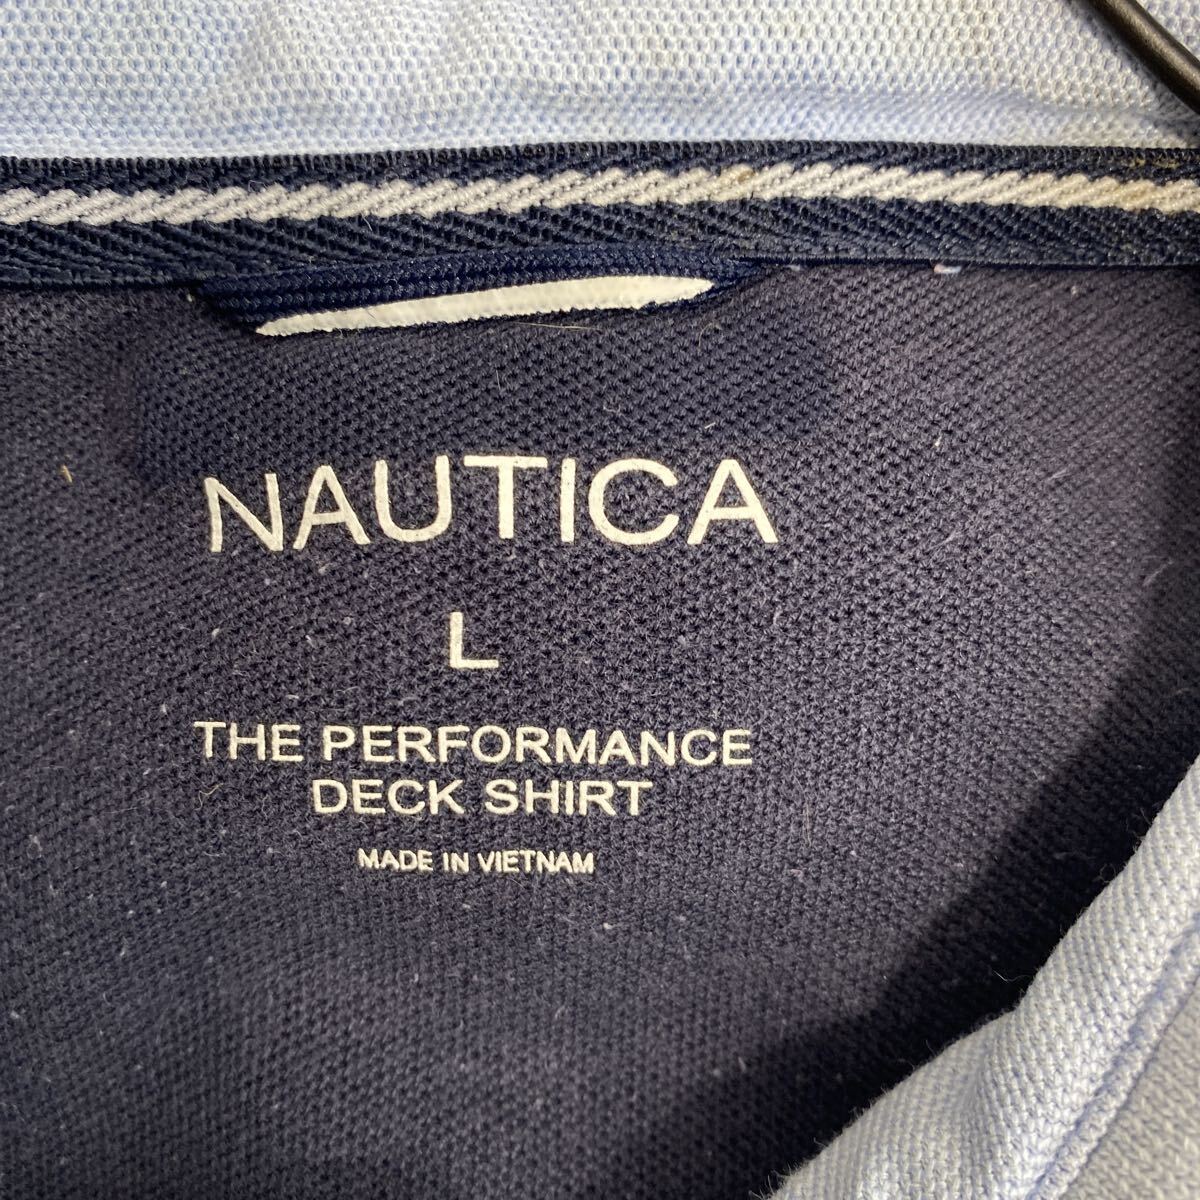 NAUTICA
L
THE PERFORMANCE
DECK SHIRT
MADE IN VIETNAM